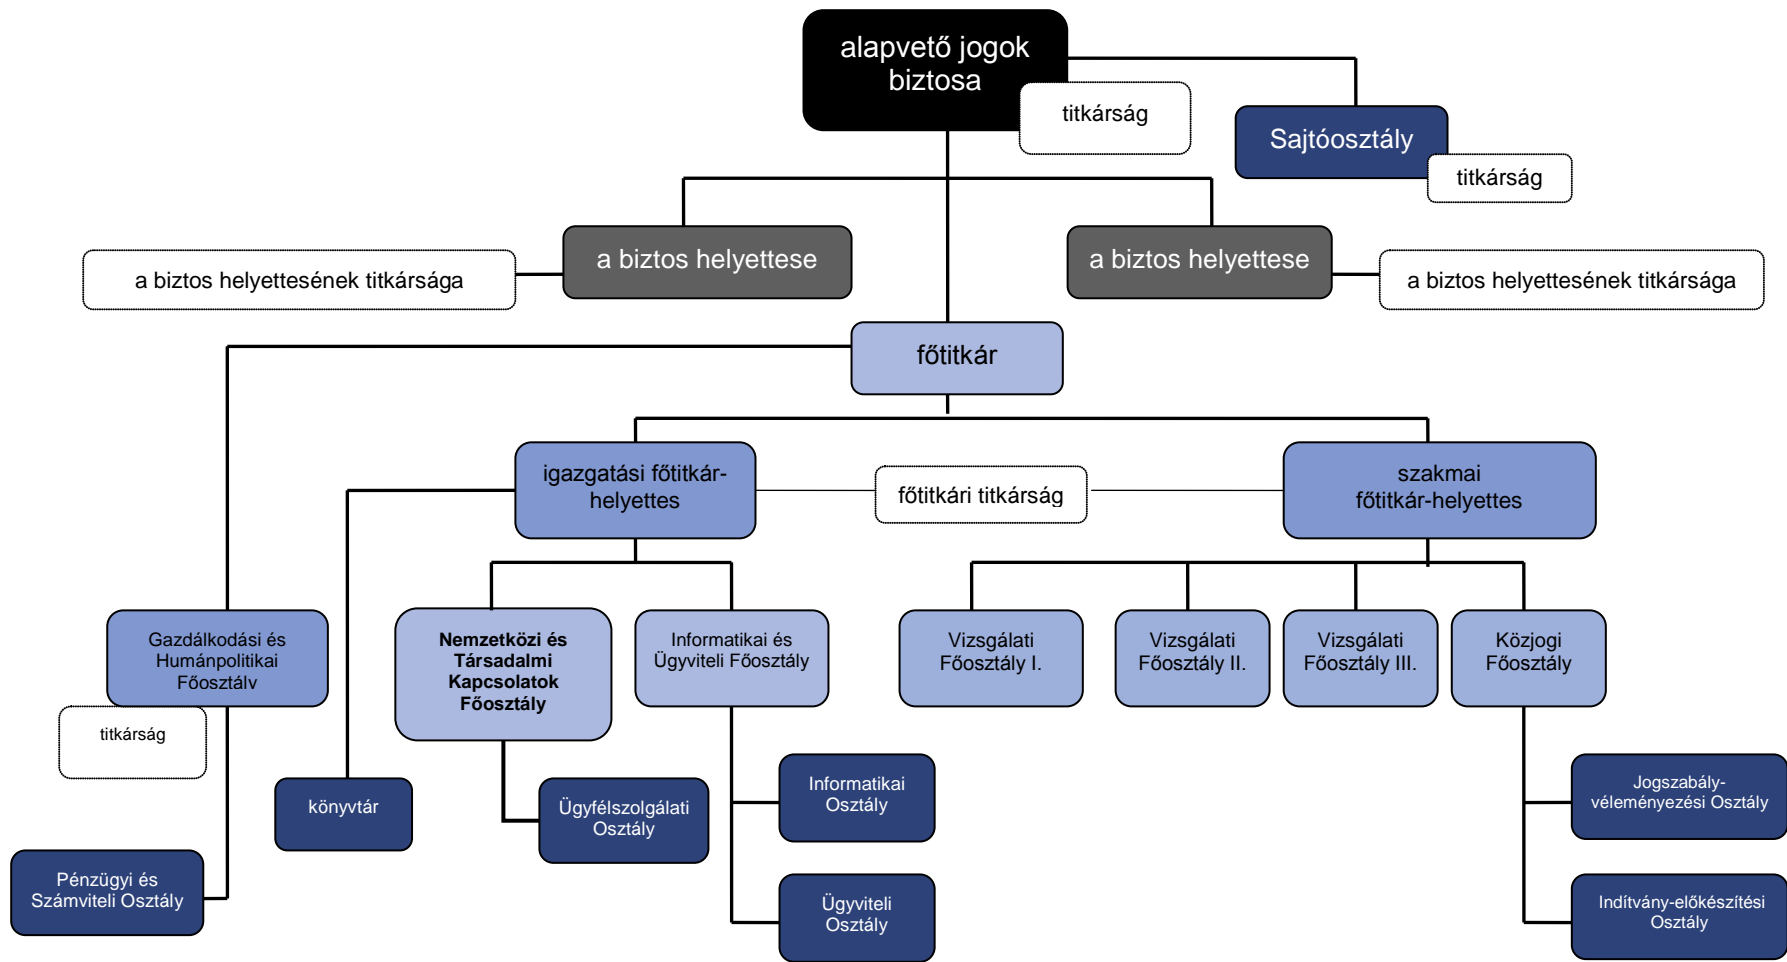 alapvető jogok
biztosa
titkárság
Sajtóosztály
titkárság
a biztos helyettese
a biztos helyettese
a biztos helyettesének titkársága
a biztos helyettesének titkársága
főtitkár
igazgatási főtitkár-
helyettes
főtitkári titkárság
szakmai
főtitkár-helyettes
Gazdálkodási és
Humánpolitikai
Főosztály
titkárság
Nemzetközi és
Társadalmi
Kapcsolatok
Főosztály
Informatikai és
Ügyviteli Főosztály
Vizsgálati
Főosztály I.
Vizsgálati
Főosztály II.
Vizsgálati
Főosztály III.
Közjogi
Főosztály
könyvtár
Ügyfélszolgálati
Osztály
Informatikai
Osztály
Jogszabály-
véleményezési Osztály
Pénzügyi és
Számviteli Osztály
Ügyviteli
Osztály
Indítvány-előkészítési
Osztály